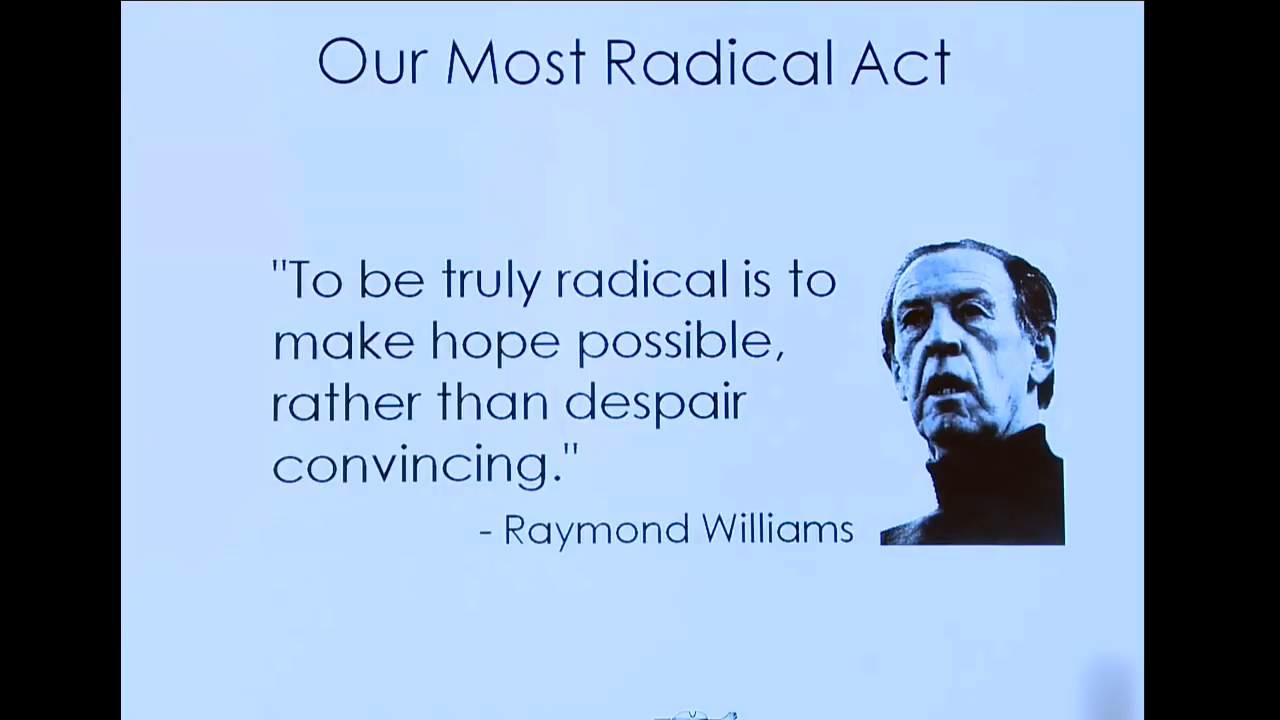 Our Most Radical Act
"To be truly radical is to
make hope possible,
rather than despair
convincing."
- Raymond Williams